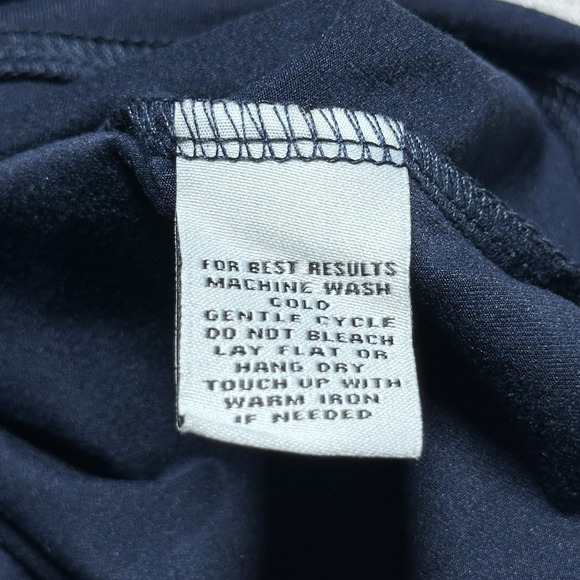 FOR BEST RESULTS
MACHINE WASH
COLD
GENTLE CYCLE
DO NOT BLEACH
LAY FLAT OR
HANG DRY
TOUCH UP WITH
WARM IRON
IF NEEDED